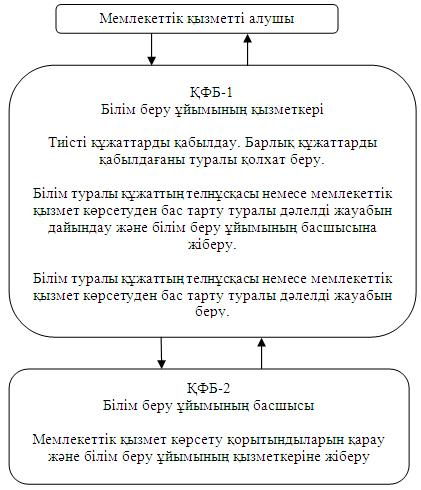 Мемлекеттік қызметті алушы
ҚФБ-1
Білім беру ұйымының қызметкері
Тиісті құжаттарды қабылдау. Барлық құжаттарды
қабылдағаны туралы қолхат беру.
Білім туралы құжаттың телнұсқасы немесе мемлекеттік
қызмет көрсетуден бас тарту туралы дәлелді жауабын
дайындау және білім беру ұйымының басшысына
жіберу.
Білім туралы құжаттың телнұсқасы немесе мемлекеттік
қызмет көрсетуден бас тарту туралы дәлелді жауабын
беру.
ҚФБ-2
Білім беру ұйымының басшысы
Мемлекеттік қызмет көрсету қорытындыларын қарау
және білім беру ұйымының қызметкеріне жіберу